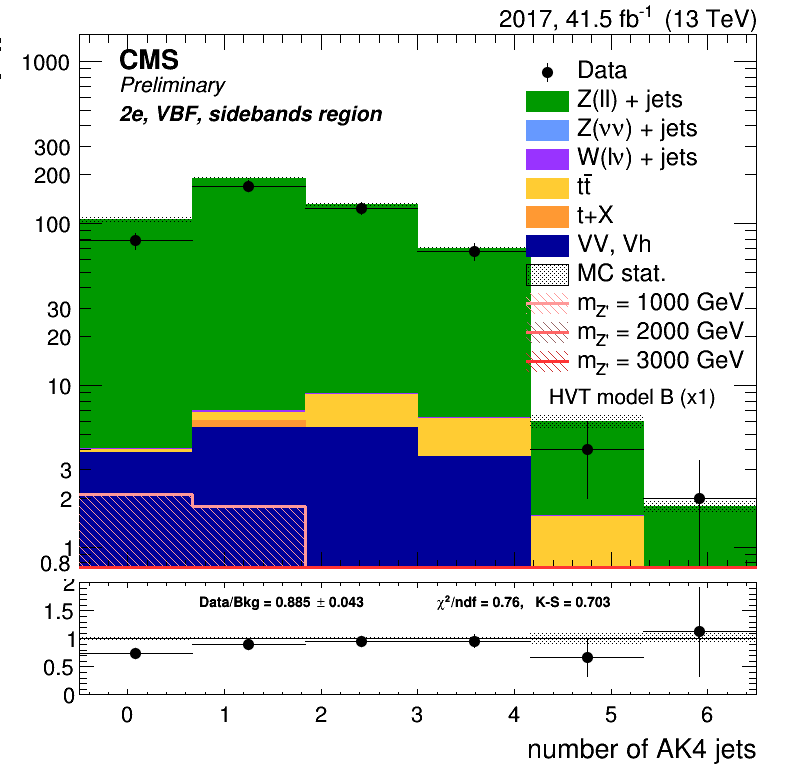 2017, 41.5 fb⁻¹ (13 TeV)
CMS
Preliminary
2e, VBF, sidebands region
Data
Z(ll) + jets
Z(νν) + jets
W(lν) + jets
tt̄
t+X
VV, Vh
MC stat.
m_Z' = 1000 GeV
m_Z' = 2000 GeV
m_Z' = 3000 GeV
HVT model B (x1)
1000
300
200
100
30
20
10
3
2
1
0.8
Data/Bkg = 0.885 ± 0.043 χ²/ndf = 0.76, K-S = 0.703
2
1.5
1
0.5
0
0 1 2 3 4 5 6
number of AK4 jets